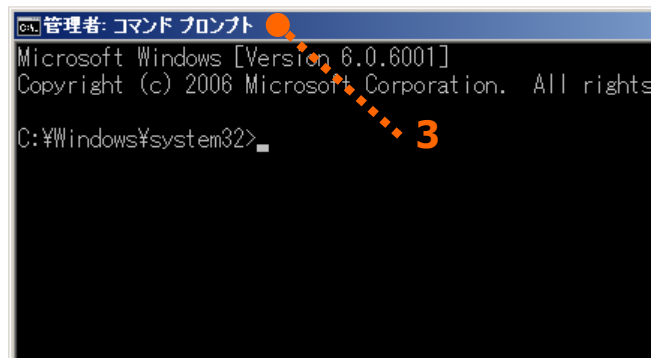 管理者: コマンド プロンプト
Microsoft Windows [Version 6.0.6001]
Copyright (c) 2006 Microsoft Corporation.  All rights
C:¥Windows¥system32>
3